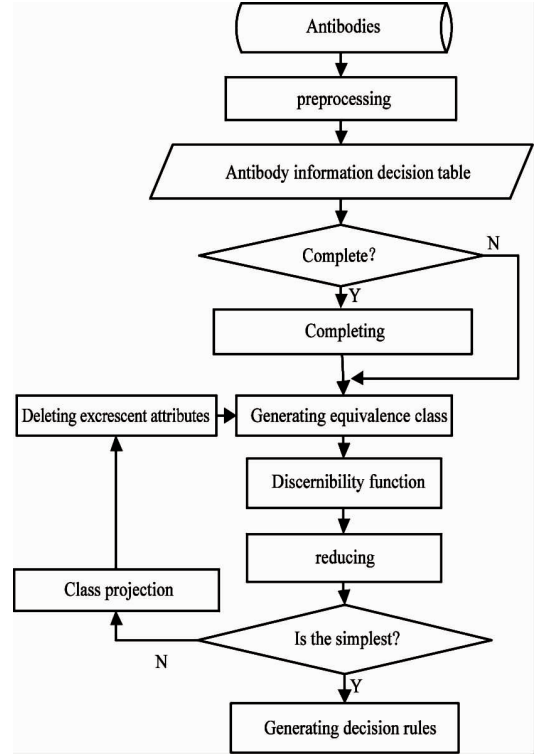 Antibodies
preprocessing
Antibody information decision table
Complete?
N
Y
Completing
Deleting excrescent attributes
Generating equivalence class
Discernibility function
reducing
Class projection
Is the simplest?
N
Y
Generating decision rules